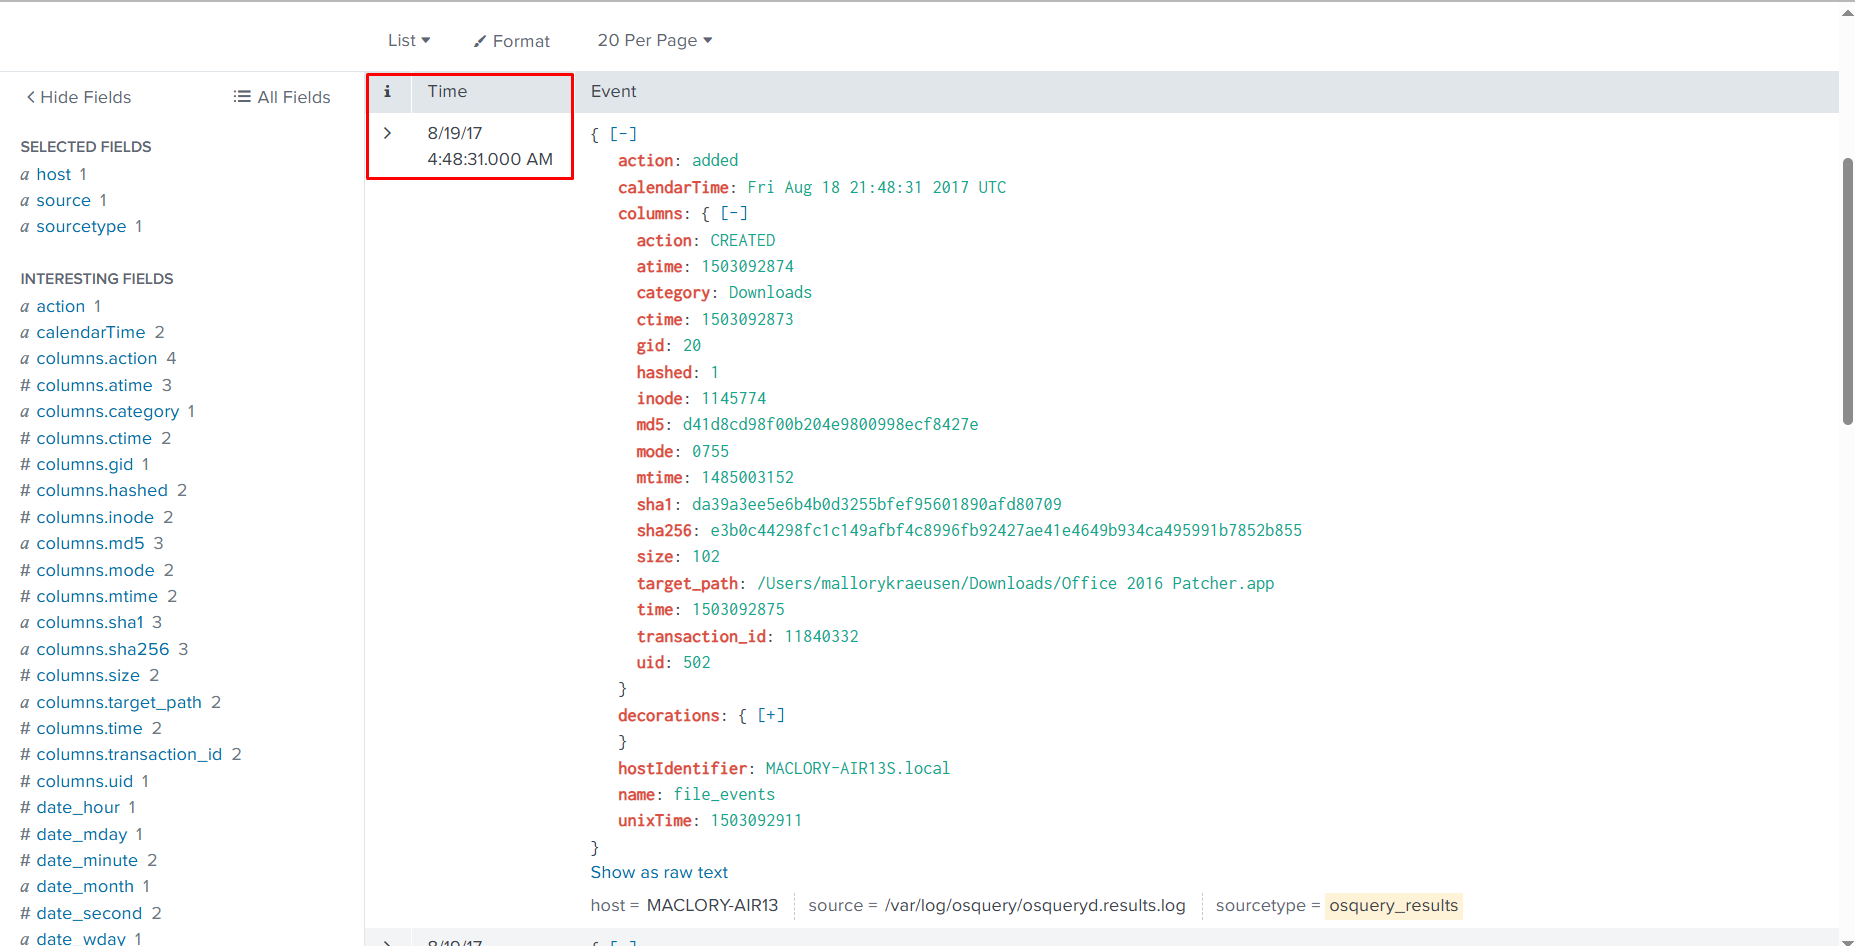 List
Format
20 Per Page
Hide Fields
All Fields
SELECTED FIELDS
a host 1
a source 1
a sourcetype 1
INTERESTING FIELDS
a action 1
a calendarTime 2
a columns.action 4
# columns.atime 3
a columns.category 1
# columns.ctime 2
# columns.gid 1
# columns.hashed 2
# columns.inode 2
a columns.md5 3
# columns.mode 2
# columns.mtime 2
a columns.sha1 3
a columns.sha256 3
# columns.size 2
a columns.target_path 2
# columns.time 2
# columns.transaction_id 2
# columns.uid 1
# date_hour 1
# date_mday 1
# date_minute 2
a date_month 1
# date_second 2
a date_wday 1
i Time Event
> 8/19/17
4:48:31.000 AM
{ [-]
action: added
calendarTime: Fri Aug 18 21:48:31 2017 UTC
columns: { [-]
action: CREATED
atime: 1503092874
category: Downloads
ctime: 1503092873
gid: 20
hashed: 1
inode: 1145774
md5: d41d8cd98f00b204e9800998ecf8427e
mode: 0755
mtime: 1485003152
sha1: da39a3ee5e6b4b0d3255bfef95601890afd80709
sha256: e3b0c44298fc1c149afbf4c8996fb92427ae41e4649b934ca495991b7852b855
size: 102
target_path: /Users/mallorykraeusen/Downloads/Office 2016 Patcher.app
time: 1503092875
transaction_id: 11840332
uid: 502
}
decorations: { [+]
}
hostIdentifier: MACLORY-AIR13S.local
name: file_events
unixTime: 1503092911
}
Show as raw text
host = MACLORY-AIR13 source = /var/log/osquery/osqueryd.results.log sourcetype = osquery_results
> 8/19/17 { [-]